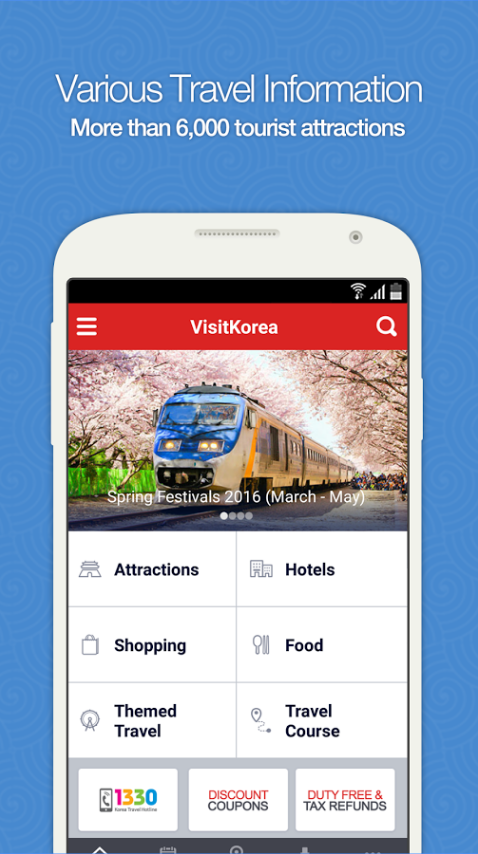 Various Travel Information
More than 6,000 tourist attractions
VisitKorea
Spring Festivals 2016 (March - May)
Attractions
Hotels
Shopping
Food
Themed
Travel
Travel
Course
1330
Korea Travel Hotline
DISCOUNT
COUPONS
DUTY FREE &
TAX REFUNDS